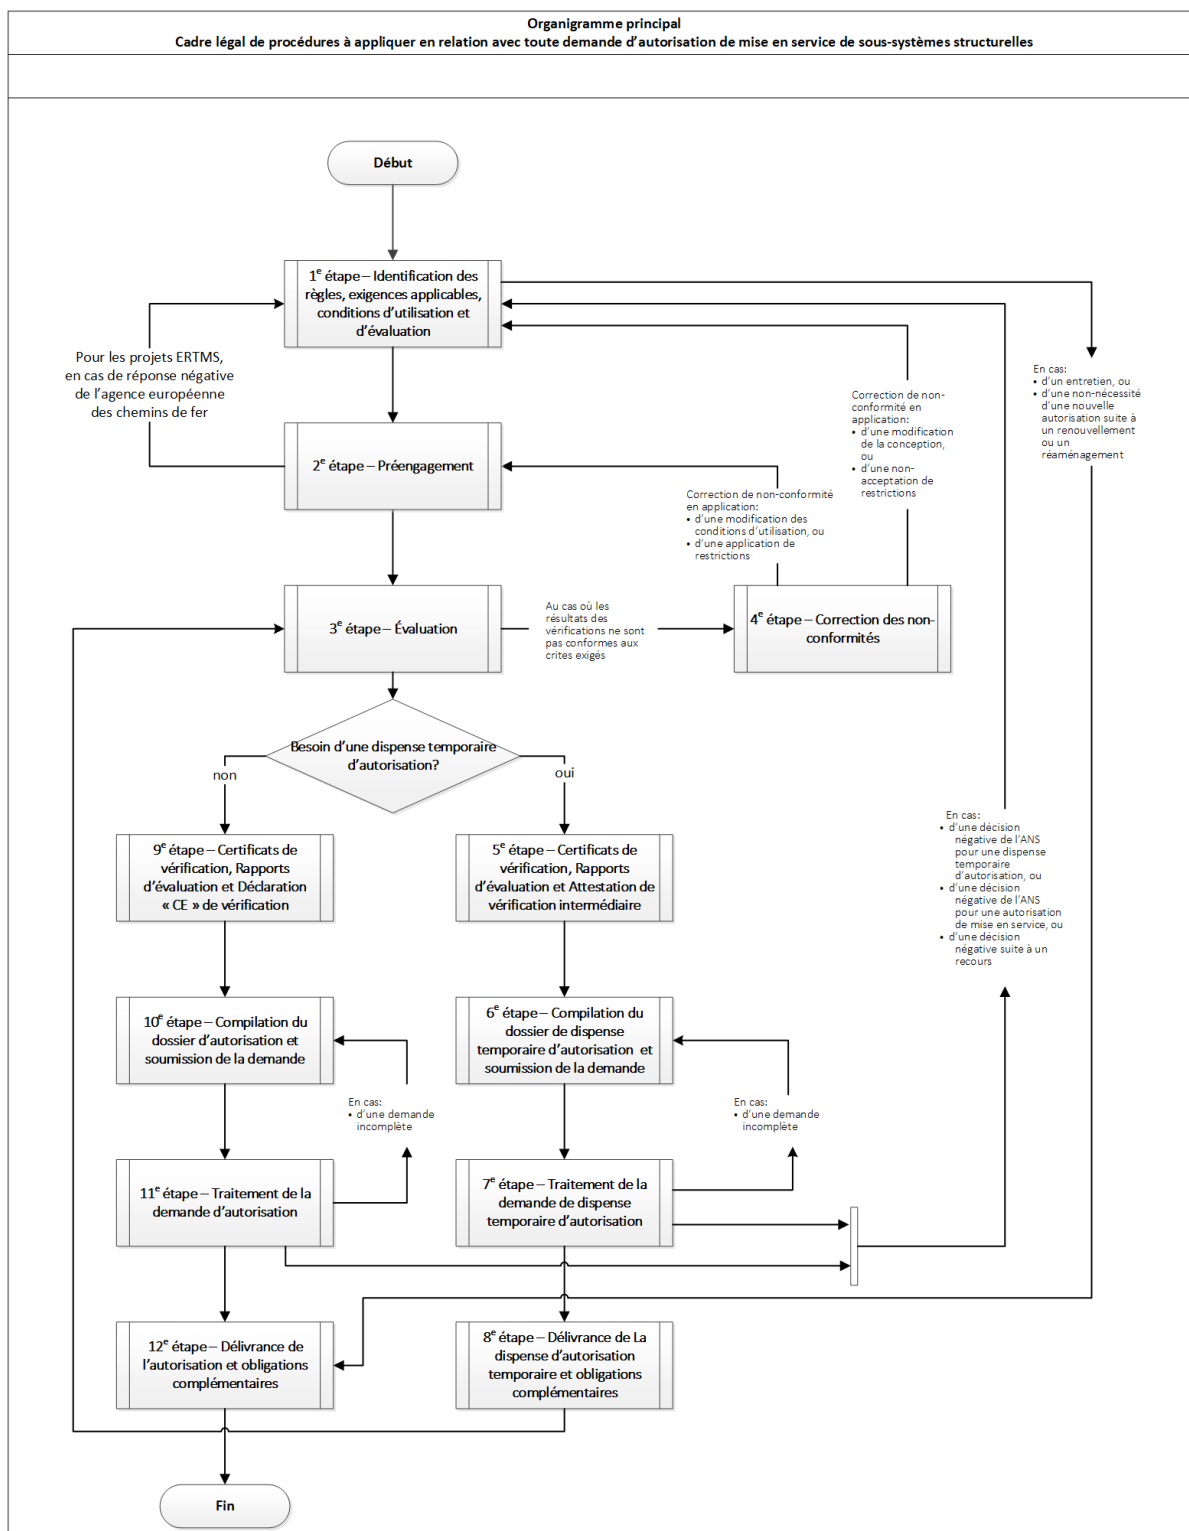 Organigramme principal
Cadre légal de procédures à appliquer en relation avec toute demande d'autorisation de mise en service de sous-systèmes structurelles
Début
1e étape – Identification des
règles, exigences applicables,
conditions d'utilisation et
d'évaluation
Pour les projets ERTMS,
en cas de réponse négative
de l'agence européenne
des chemins de fer
En cas:
• d'un entretien, ou
• d'une non-nécessité
d'une nouvelle
autorisation suite à
un renouvellement
ou un
réaménagement
Correction de non-
conformité en
application:
• d'une modification
de la conception,
ou
• d'une non-
acceptation de
restrictions
2e étape – Préengagement
Correction de non-conformité
en application:
• d'une modification des
conditions d'utilisation, ou
• d'une application de
restrictions
3e étape – Évaluation
Au cas où les
résultats des
vérifications ne sont
pas conformes aux
crites exigés
4e étape – Correction des non-
conformités
Besoin d'une dispense temporaire
d'autorisation?
non
oui
9e étape – Certificats de
vérification, Rapports
d'évaluation et Déclaration
« CE » de vérification
5e étape – Certificats de
vérification, Rapports
d'évaluation et Attestation de
vérification intermédiaire
En cas:
• d'une décision
négative de l'ANS
pour une dispense
temporaire
d'autorisation, ou
• d'une décision
négative de l'ANS
pour une autorisation
de mise en service, ou
• d'une décision
négative suite à un
recours
10e étape – Compilation du
dossier d'autorisation et
soumission de la demande
6e étape – Compilation du
dossier de dispense
temporaire d'autorisation et
soumission de la demande
En cas:
• d'une demande
incomplète
En cas:
• d'une demande
incomplète
11e étape – Traitement de la
demande d'autorisation
7e étape – Traitement de la
demande de dispense
temporaire d'autorisation
12e étape – Délivrance de
l'autorisation et obligations
complémentaires
8e étape – Délivrance de La
dispense d'autorisation
temporaire et obligations
complémentaires
Fin